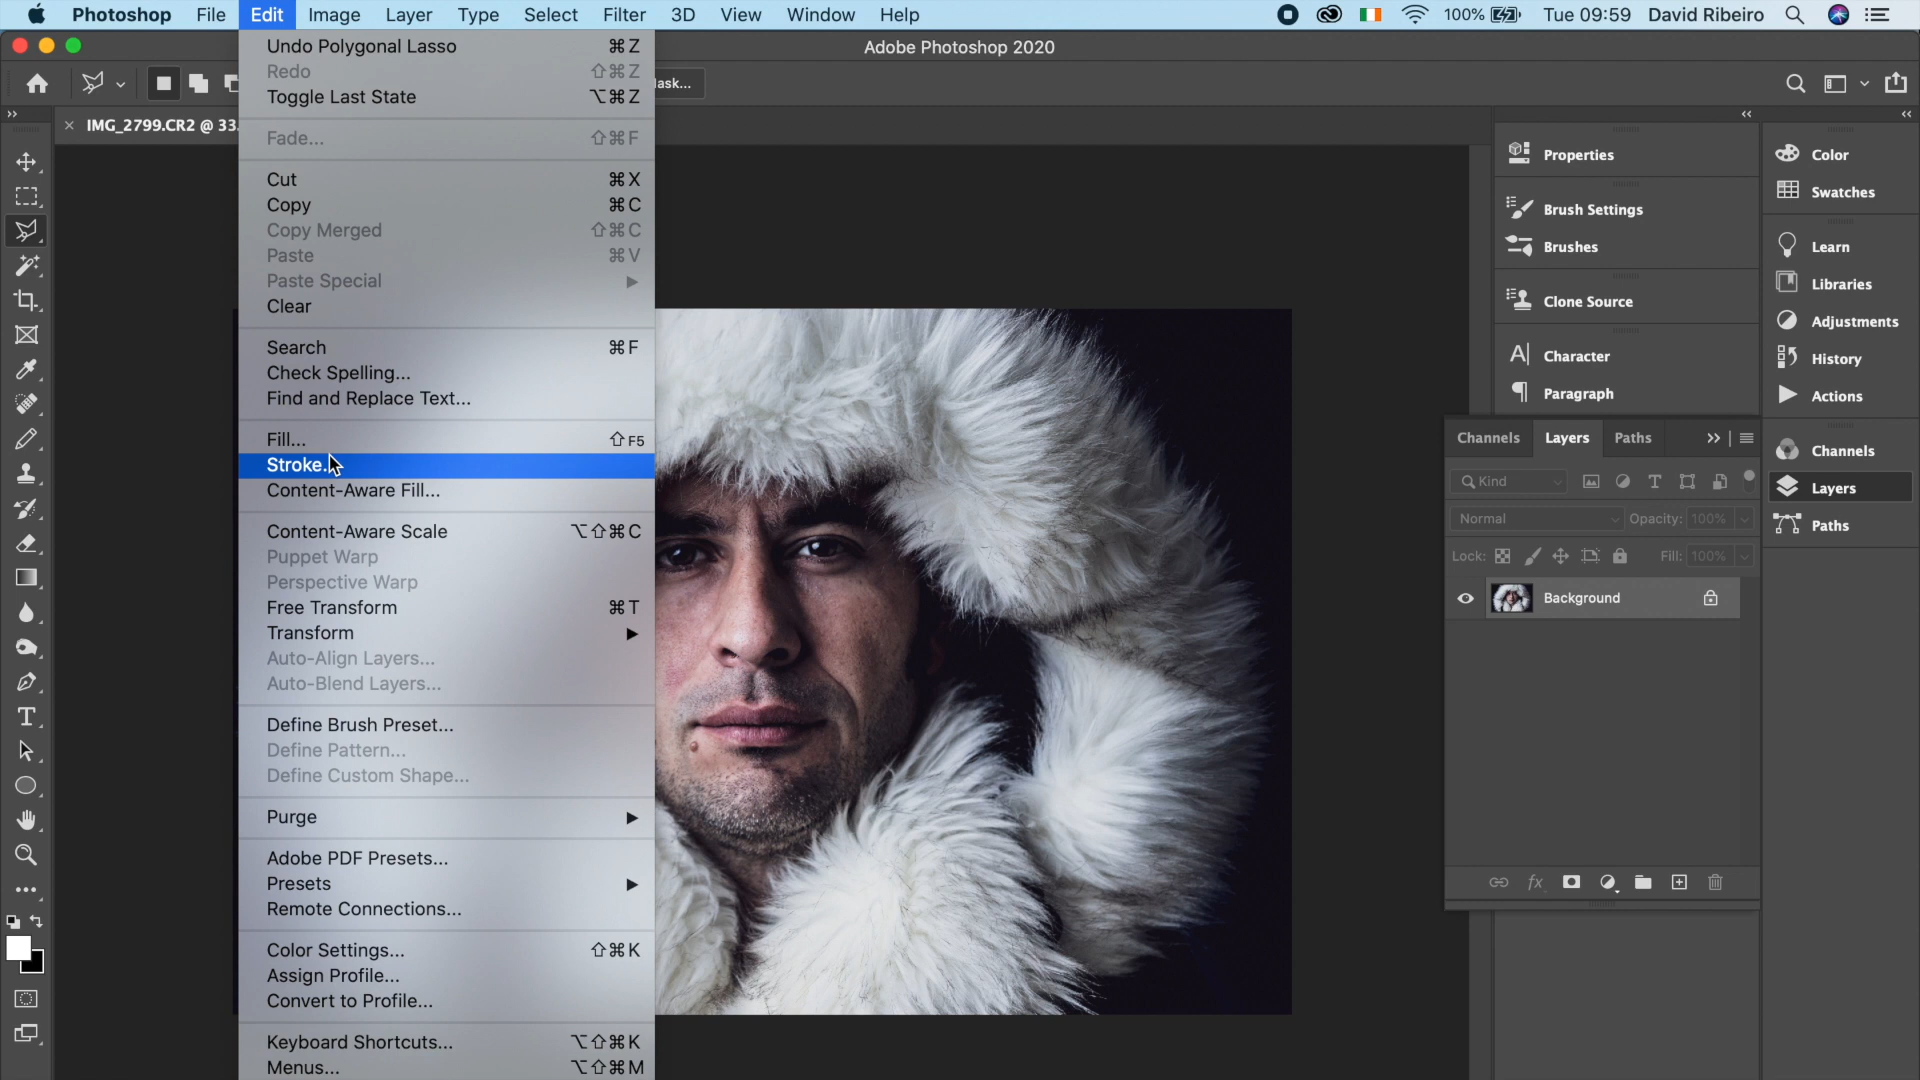 Photoshop File Edit Image Layer Type Select Filter 3D View Window Help 100% Tue 09:59 David Ribeiro
Adobe Photoshop 2020
IMG_2799.CR2 @ 33.
Undo Polygonal Lasso ⌘Z
Redo ⇧⌘Z
Toggle Last State ⌥⌘Z
Fade... ⇧⌘F
Cut ⌘X
Copy ⌘C
Copy Merged ⇧⌘C
Paste ⌘V
Paste Special
Clear
Search ⌘F
Check Spelling...
Find and Replace Text...
Fill... ⇧F5
Stroke...
Content-Aware Fill...
Content-Aware Scale ⌥⇧⌘C
Puppet Warp
Perspective Warp
Free Transform ⌘T
Transform
Auto-Align Layers...
Auto-Blend Layers...
Define Brush Preset...
Define Pattern...
Define Custom Shape...
Purge
Adobe PDF Presets...
Presets
Remote Connections...
Color Settings... ⇧⌘K
Assign Profile...
Convert to Profile...
Keyboard Shortcuts... ⌥⇧⌘K
Menus... ⌥⇧⌘M
ask...
Properties
Brush Settings
Brushes
Clone Source
Character
Paragraph
Channels Layers Paths
Kind
Normal Opacity: 100%
Lock: Fill: 100%
Background
fx
Color
Swatches
Learn
Libraries
Adjustments
History
Actions
Channels
Layers
Paths